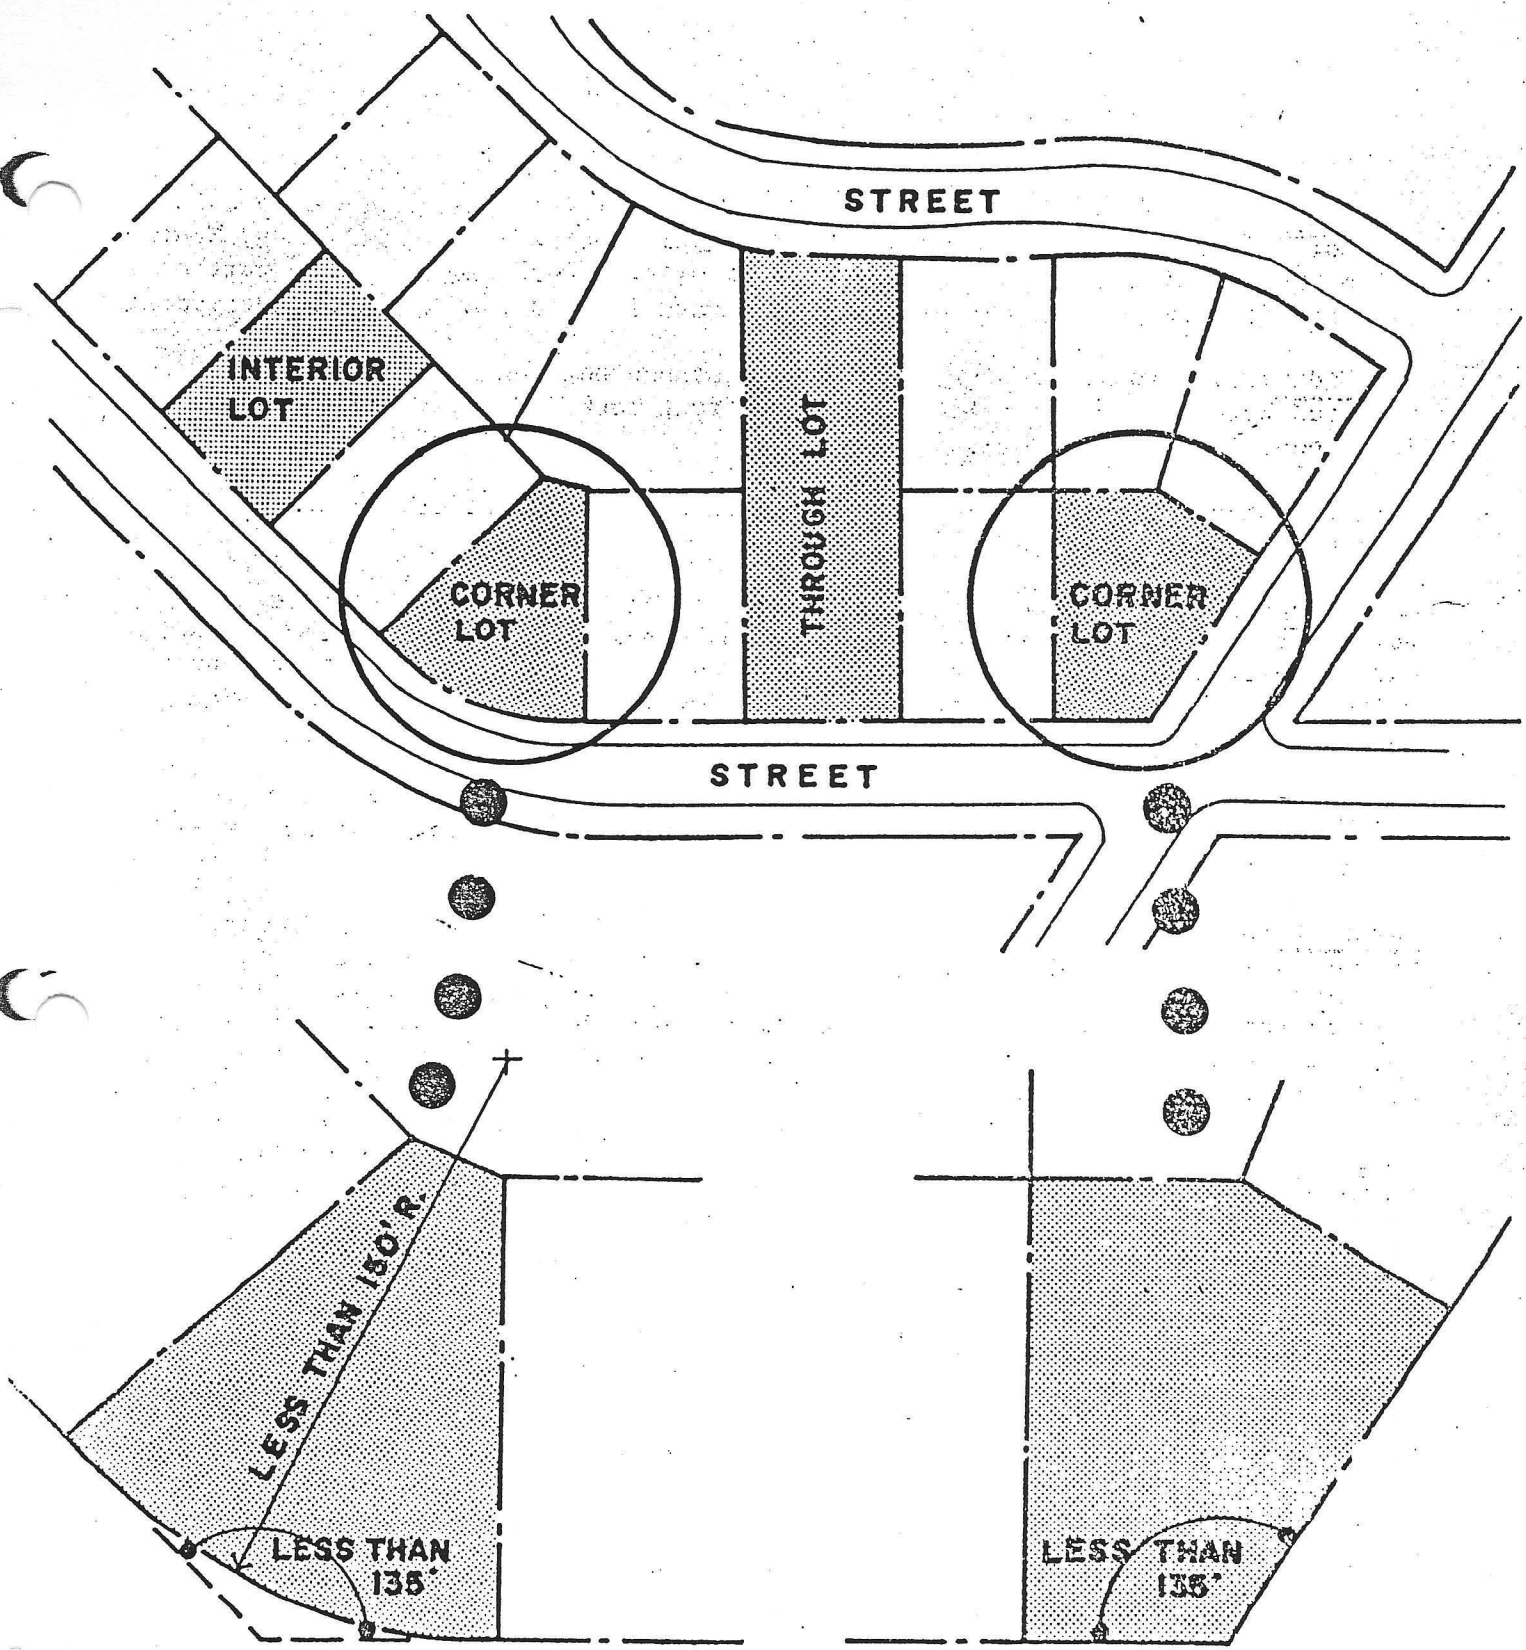 STREET
INTERIOR
LOT
THROUGH LOT
CORNER
LOT
CORNER
LOT
STREET
LESS THAN 150' R.
LESS THAN
135°
LESS THAN
135°